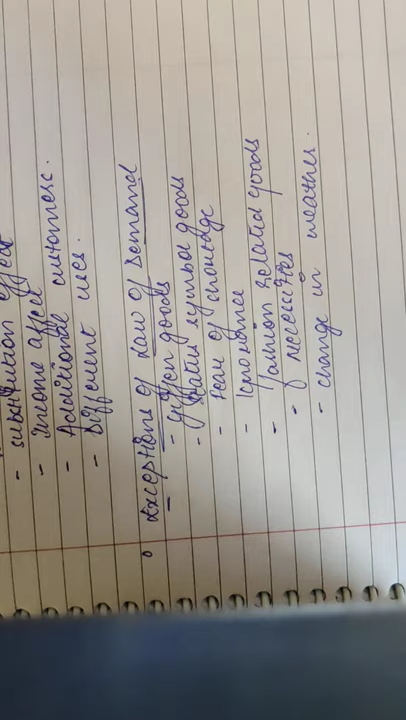 - substitution effect
- Income affect
- Additional customers.
- Different uses.
• Exceptions of Law of Demand
- Giffen goods
- status symbol goods
- Fear of shortage
- Ignorance
- Fashion related goods
- necessities
- change in weather.